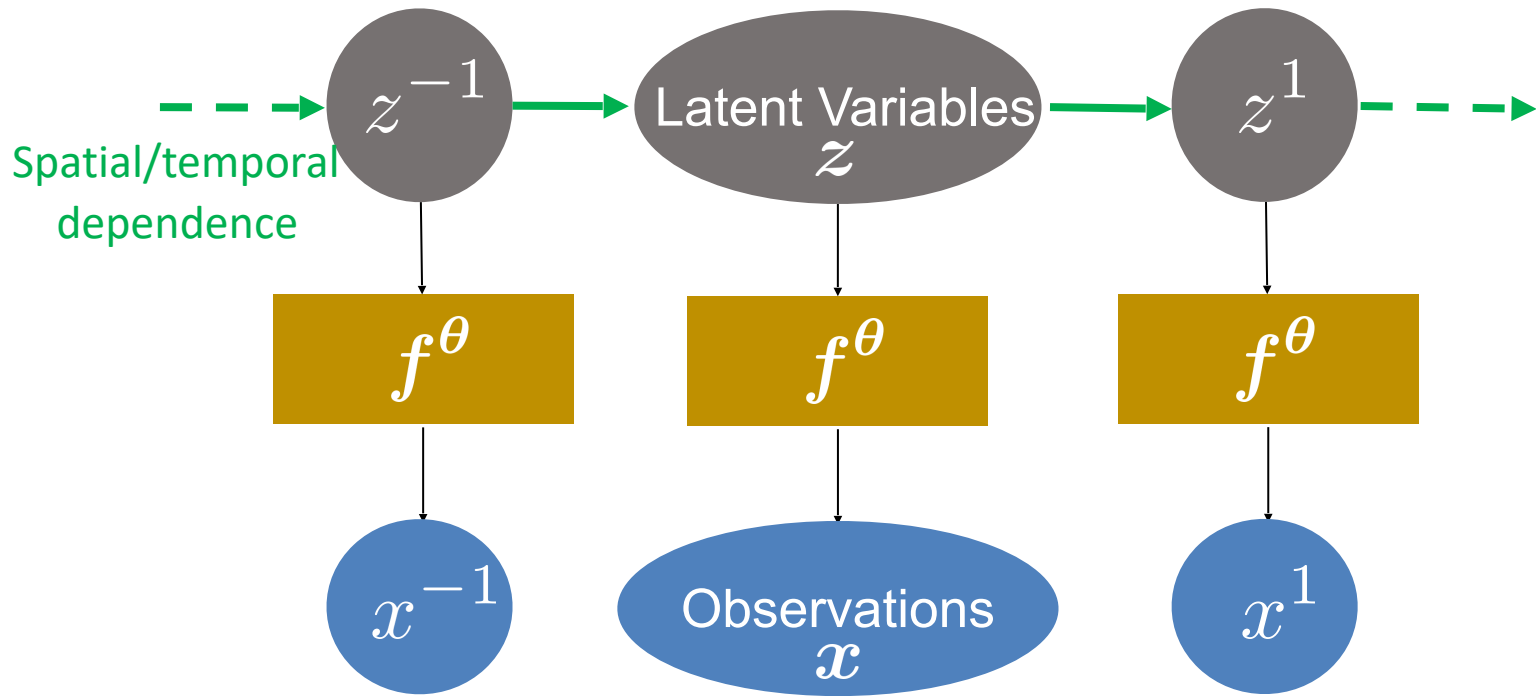 z^{-1}
Latent Variables
z
z^{1}
Spatial/temporal
dependence
f^{θ}
f^{θ}
f^{θ}
x^{-1}
Observations
x
x^{1}